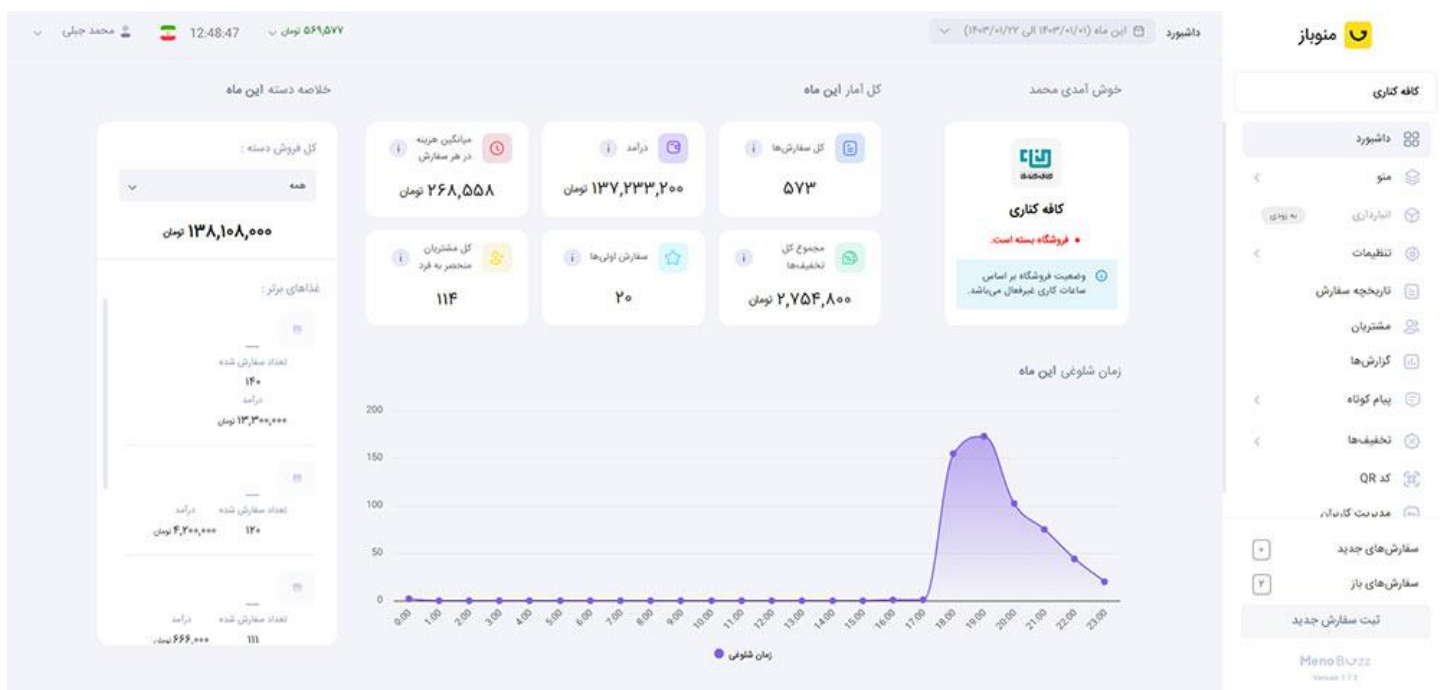 منوباز
کافه کناری
داشبورد
منو
انبارداری
به زودی
تنظیمات
تاریخچه سفارش
مشتریان
گزارش‌ها
پیام کوتاه
تخفیف‌ها
کد QR
مدیریت کاربران
سفارش‌های جدید
۰
سفارش‌های باز
۲
ثبت سفارش جدید
MenoBuzz
Version 1.7.3
داشبورد
این ماه (۱۴۰۳/۰۱/۰۱ الی ۱۴۰۳/۰۱/۲۲)
۵۶۹,۵۷۷ تومان
12:48:47
محمد جبلی
خوش آمدی محمد
کافه کناری
فروشگاه بسته است.
وضعیت فروشگاه بر اساس
ساعات کاری غیرفعال می‌باشد.
کل آمار این ماه
کل سفارش‌ها
۵۷۳
درآمد
۱۳۷,۲۳۳,۲۰۰ تومان
میانگین هزینه
در هر سفارش
۲۶۸,۵۵۸ تومان
مجموع کل
تخفیف‌ها
۲,۷۵۴,۸۰۰ تومان
سفارش اولی‌ها
۲۰
کل مشتریان
منحصر به فرد
۱۱۴
زمان شلوغی این ماه
200
150
100
50
0
0:00
1:00
2:00
3:00
4:00
5:00
6:00
7:00
8:00
9:00
10:00
11:00
12:00
13:00
14:00
15:00
16:00
17:00
18:00
19:00
20:00
21:00
22:00
23:00
زمان شلوغی
خلاصه دسته این ماه
کل فروش دسته :
همه
۱۳۸,۱۰۸,۰۰۰ تومان
غذاهای برتر :
تعداد سفارش شده
۱۴۰
درآمد
۱۳,۳۰۰,۰۰۰ تومان
تعداد سفارش شده درآمد
۱۲۰ ۴,۲۰۰,۰۰۰ تومان
تعداد سفارش شده درآمد
۱۱۱ ۶۶۶,۰۰۰ تومان